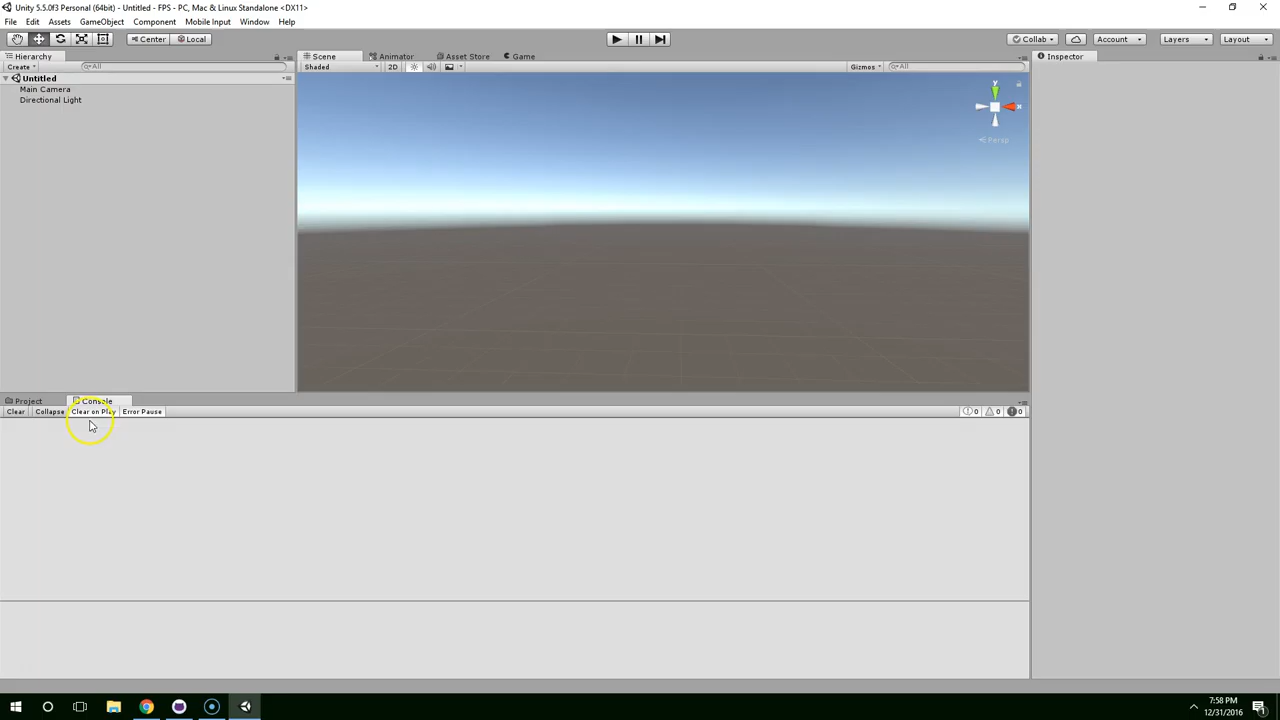 Unity 5.5.0f3 Personal (64bit) - Untitled - FPS - PC, Mac & Linux Standalone <DX11>
File Edit Assets GameObject Component Mobile Input Window Help
Center Local Collab Account Layers Layout
Hierarchy Scene Animator Asset Store Game Inspector
Create All Shaded 2D Gizmos All
Untitled
Main Camera
Directional Light
y
x
Persp
Project Console
Clear Collapse Clear on Play Error Pause 0 0 0
7:58 PM
12/31/2016
1